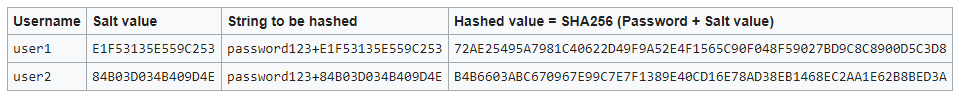 Username Salt value String to be hashed Hashed value = SHA256 (Password + Salt value)
user1 E1F53135E559C253 password123+E1F53135E559C253 72AE25495A7981C40622D49F9A52E4F1565C90F048F59027BD9C8C8900D5C3D8
user2 84B03D034B409D4E password123+84B03D034B409D4E B4B6603ABC670967E99C7E7F1389E40CD16E78AD38EB1468EC2AA1E62B8BED3A